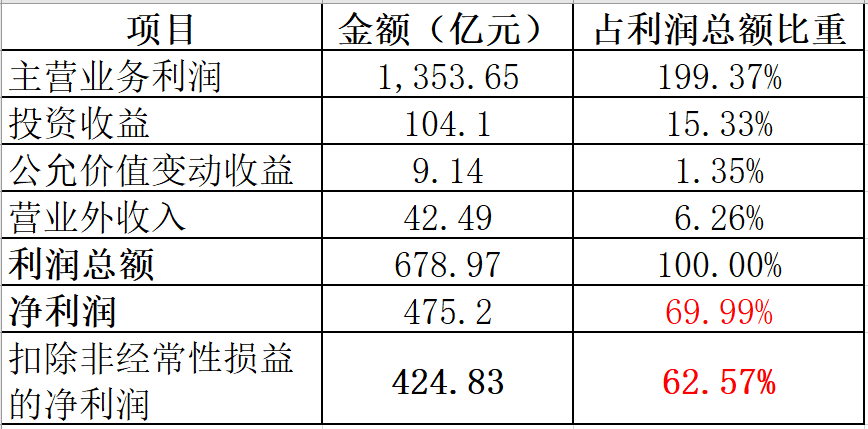 项目 金额（亿元） 占利润总额比重
主营业务利润 1,353.65 199.37%
投资收益 104.1 15.33%
公允价值变动收益 9.14 1.35%
营业外收入 42.49 6.26%
利润总额 678.97 100.00%
净利润 475.2 69.99%
扣除非经常性损益
的净利润 424.83 62.57%